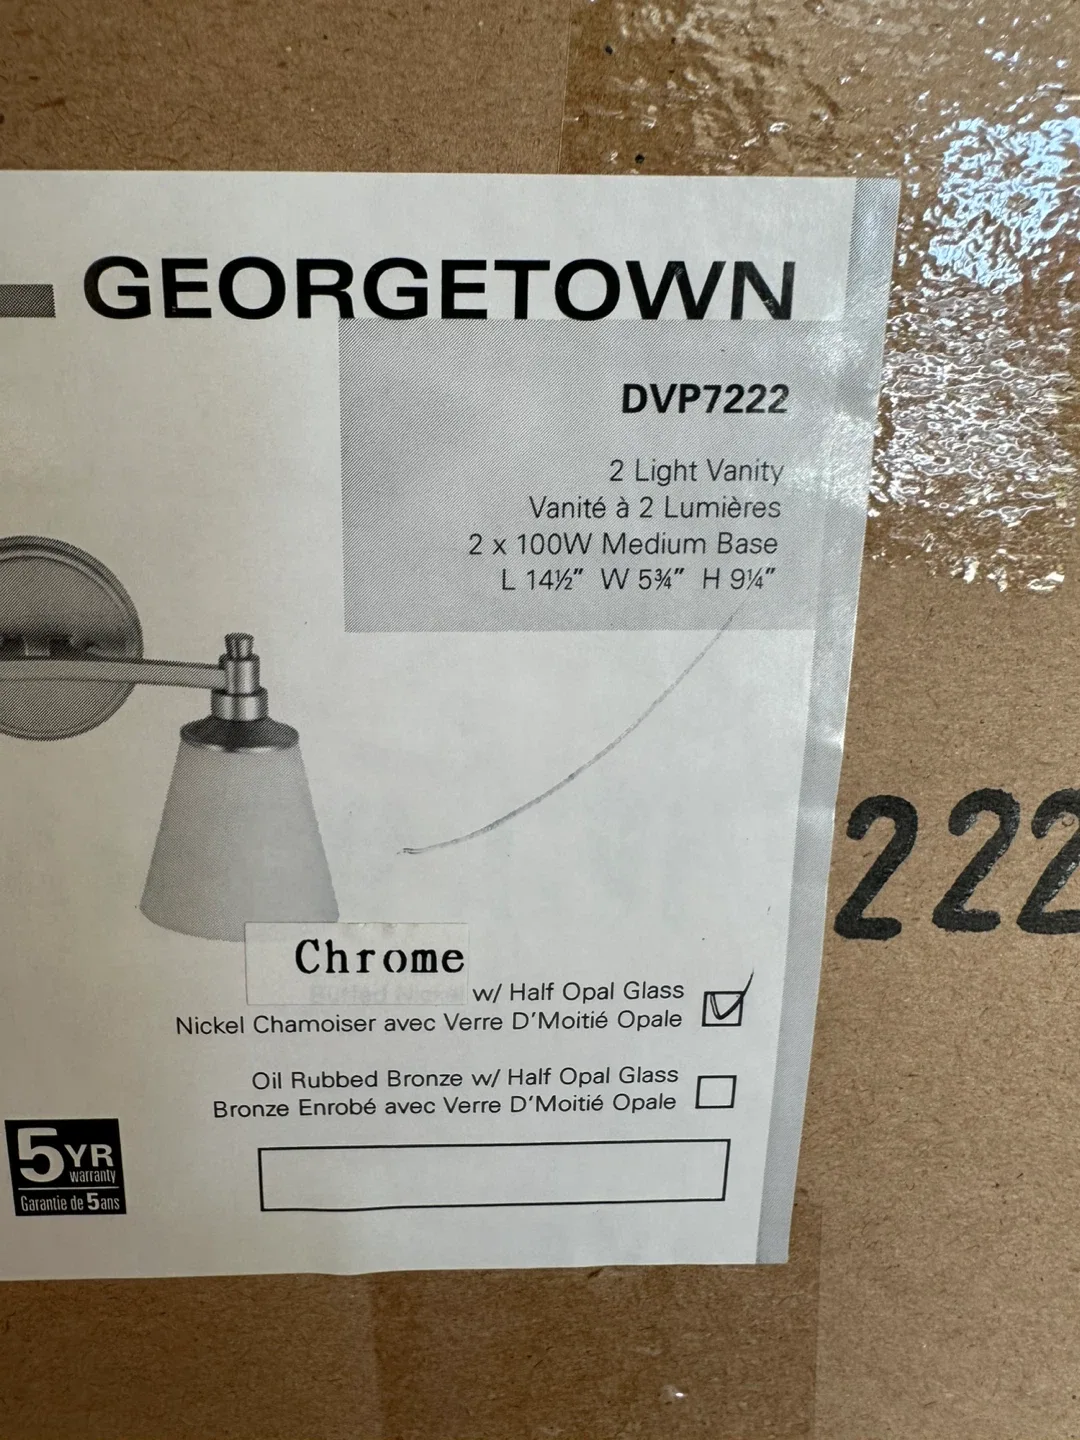 GEORGETOWN
DVP7222
2 Light Vanity
Vanité à 2 Lumières
2 x 100W Medium Base
L 14½” W 5¾” H 9¼”
222
Chrome
Buffed Nickel w/ Half Opal Glass
Nickel Chamoiser avec Verre D'Moitié Opale
Oil Rubbed Bronze w/ Half Opal Glass
Bronze Enrobé avec Verre D'Moitié Opale
5YR
warranty
Garantie de 5ans